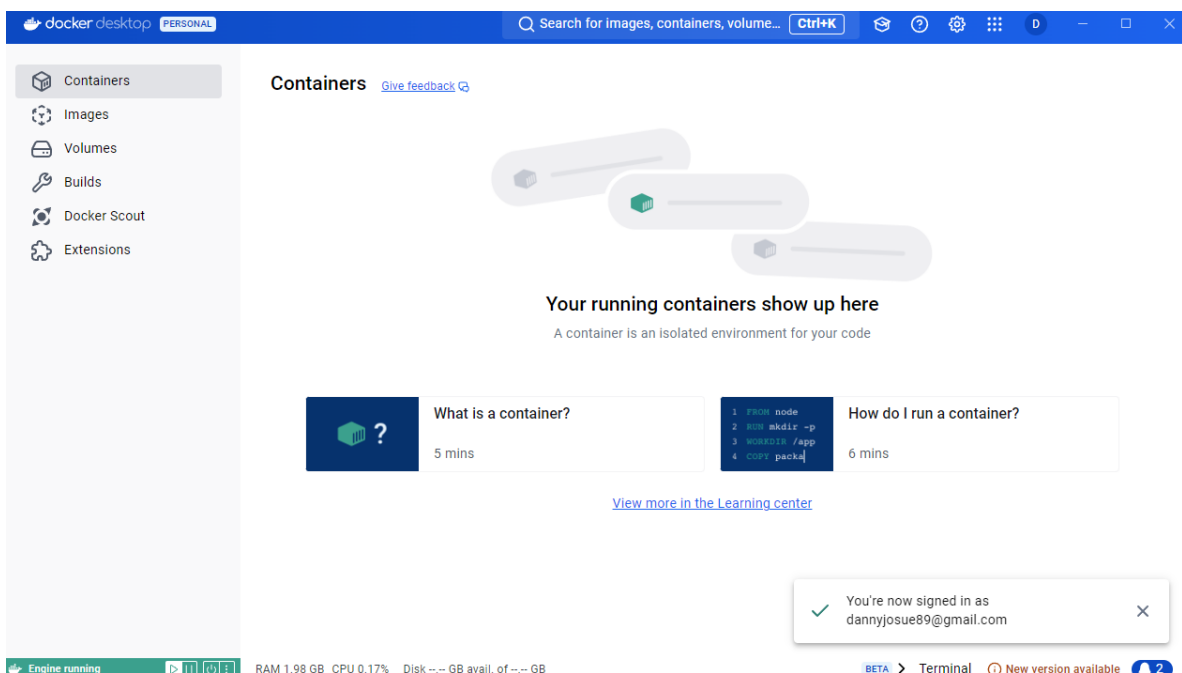 docker desktop PERSONAL
Search for images, containers, volume... Ctrl+K
D
Containers
Images
Volumes
Builds
Docker Scout
Extensions
Containers Give feedback
Your running containers show up here
A container is an isolated environment for your code
?
What is a container?
5 mins
1 FROM node
2 RUN mkdir -p
3 WORKDIR /app
4 COPY packa
How do I run a container?
6 mins
View more in the Learning center
You're now signed in as
dannyjosue89@gmail.com
Engine running
RAM 1.98 GB CPU 0.17% Disk --.-- GB avail. of --.-- GB
BETA Terminal New version available 2